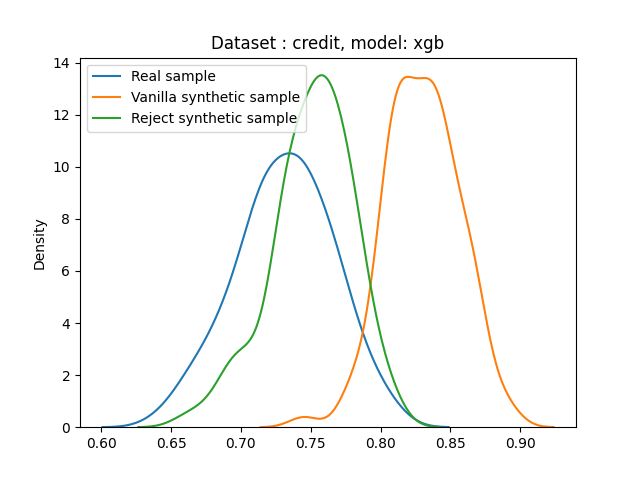 Dataset : credit, model: xgb
Real sample
Vanilla synthetic sample
Reject synthetic sample
Density
14
12
10
8
6
4
2
0
0.60 0.65 0.70 0.75 0.80 0.85 0.90